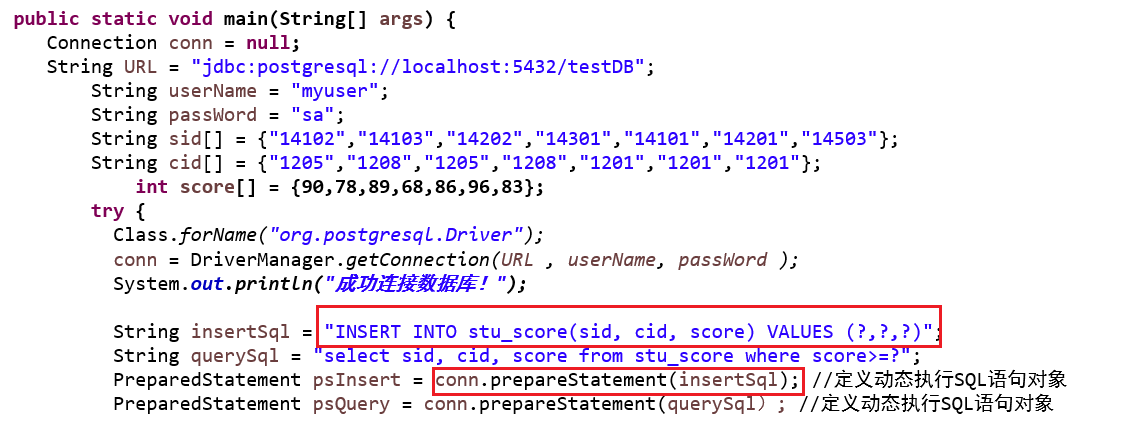 public static void main(String[] args) {
Connection conn = null;
String URL = "jdbc:postgresql://localhost:5432/testDB";
String userName = "myuser";
String passWord = "sa";
String sid[] = {"14102","14103","14202","14301","14101","14201","14503"};
String cid[] = {"1205","1208","1205","1208","1201","1201","1201"};
int score[] = {90,78,89,68,86,96,83};
try {
Class.forName("org.postgresql.Driver");
conn = DriverManager.getConnection(URL , userName, passWord );
System.out.println("成功连接数据库！");
String insertSql = "INSERT INTO stu_score(sid, cid, score) VALUES (?,?,?)";
String querySql = "select sid, cid, score from stu_score where score>=?";
PreparedStatement psInsert = conn.prepareStatement(insertSql); //定义动态执行SQL语句对象
PreparedStatement psQuery = conn.prepareStatement(querySql）; //定义动态执行SQL语句对象